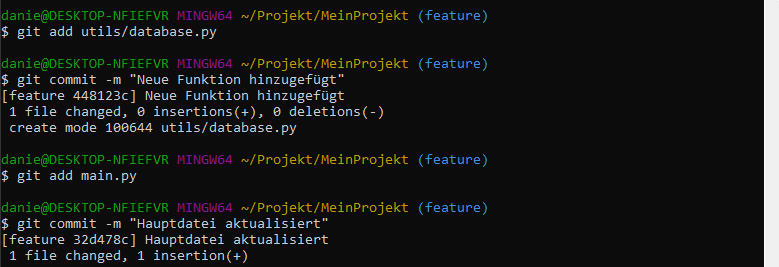 danie@DESKTOP-NFIEFVR MINGW64 ~/Projekt/MeinProjekt (feature)
$ git add utils/database.py
danie@DESKTOP-NFIEFVR MINGW64 ~/Projekt/MeinProjekt (feature)
$ git commit -m "Neue Funktion hinzugefügt"
[feature 448123c] Neue Funktion hinzugefügt
 1 file changed, 0 insertions(+), 0 deletions(-)
 create mode 100644 utils/database.py
danie@DESKTOP-NFIEFVR MINGW64 ~/Projekt/MeinProjekt (feature)
$ git add main.py
danie@DESKTOP-NFIEFVR MINGW64 ~/Projekt/MeinProjekt (feature)
$ git commit -m "Hauptdatei aktualisiert"
[feature 32d478c] Hauptdatei aktualisiert
 1 file changed, 1 insertion(+)